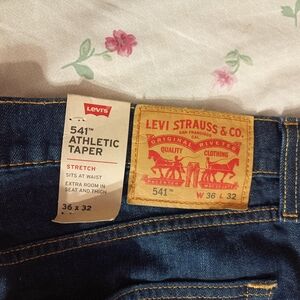 Levi's
541™
ATHLETIC
TAPER
STRETCH
SITS AT WAIST
EXTRA ROOM IN
SEAT AND THIGH
36 x 32
LEVI STRAUSS & CO.
SAN FRANCISCO
CAL.
ORIGINAL RIVETED
QUALITY CLOTHING
541™ W 36 L 32